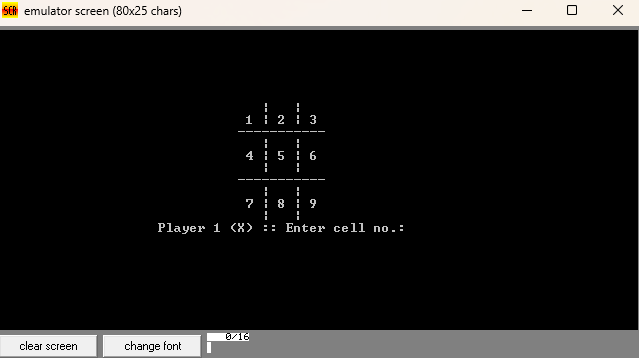 emulator screen (80x25 chars)
¦ ¦
1 ¦ 2 ¦ 3
-----------
¦ ¦
4 ¦ 5 ¦ 6
¦ ¦
-----------
¦ ¦
7 ¦ 8 ¦ 9
¦ ¦
Player 1 (X) :: Enter cell no.:
clear screen change font 0/16